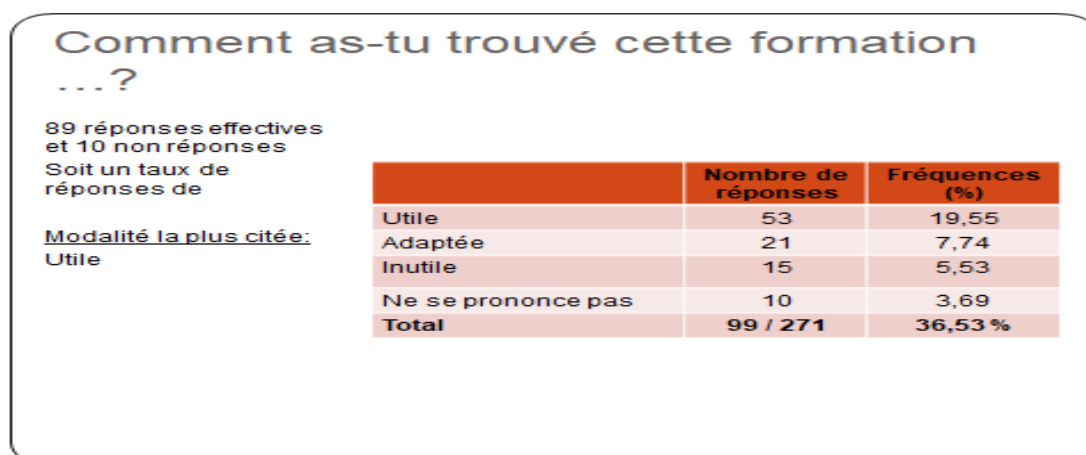 Comment as-tu trouvé cette formation
...?
89 réponses effectives
et 10 non réponses
Soit un taux de
réponses de
Modalité la plus citée:
Utile
Nombre de réponses Fréquences (%)
Utile 53 19,55
Adaptée 21 7,74
Inutile 15 5,53
Ne se prononce pas 10 3,69
Total 99 / 271 36,53 %